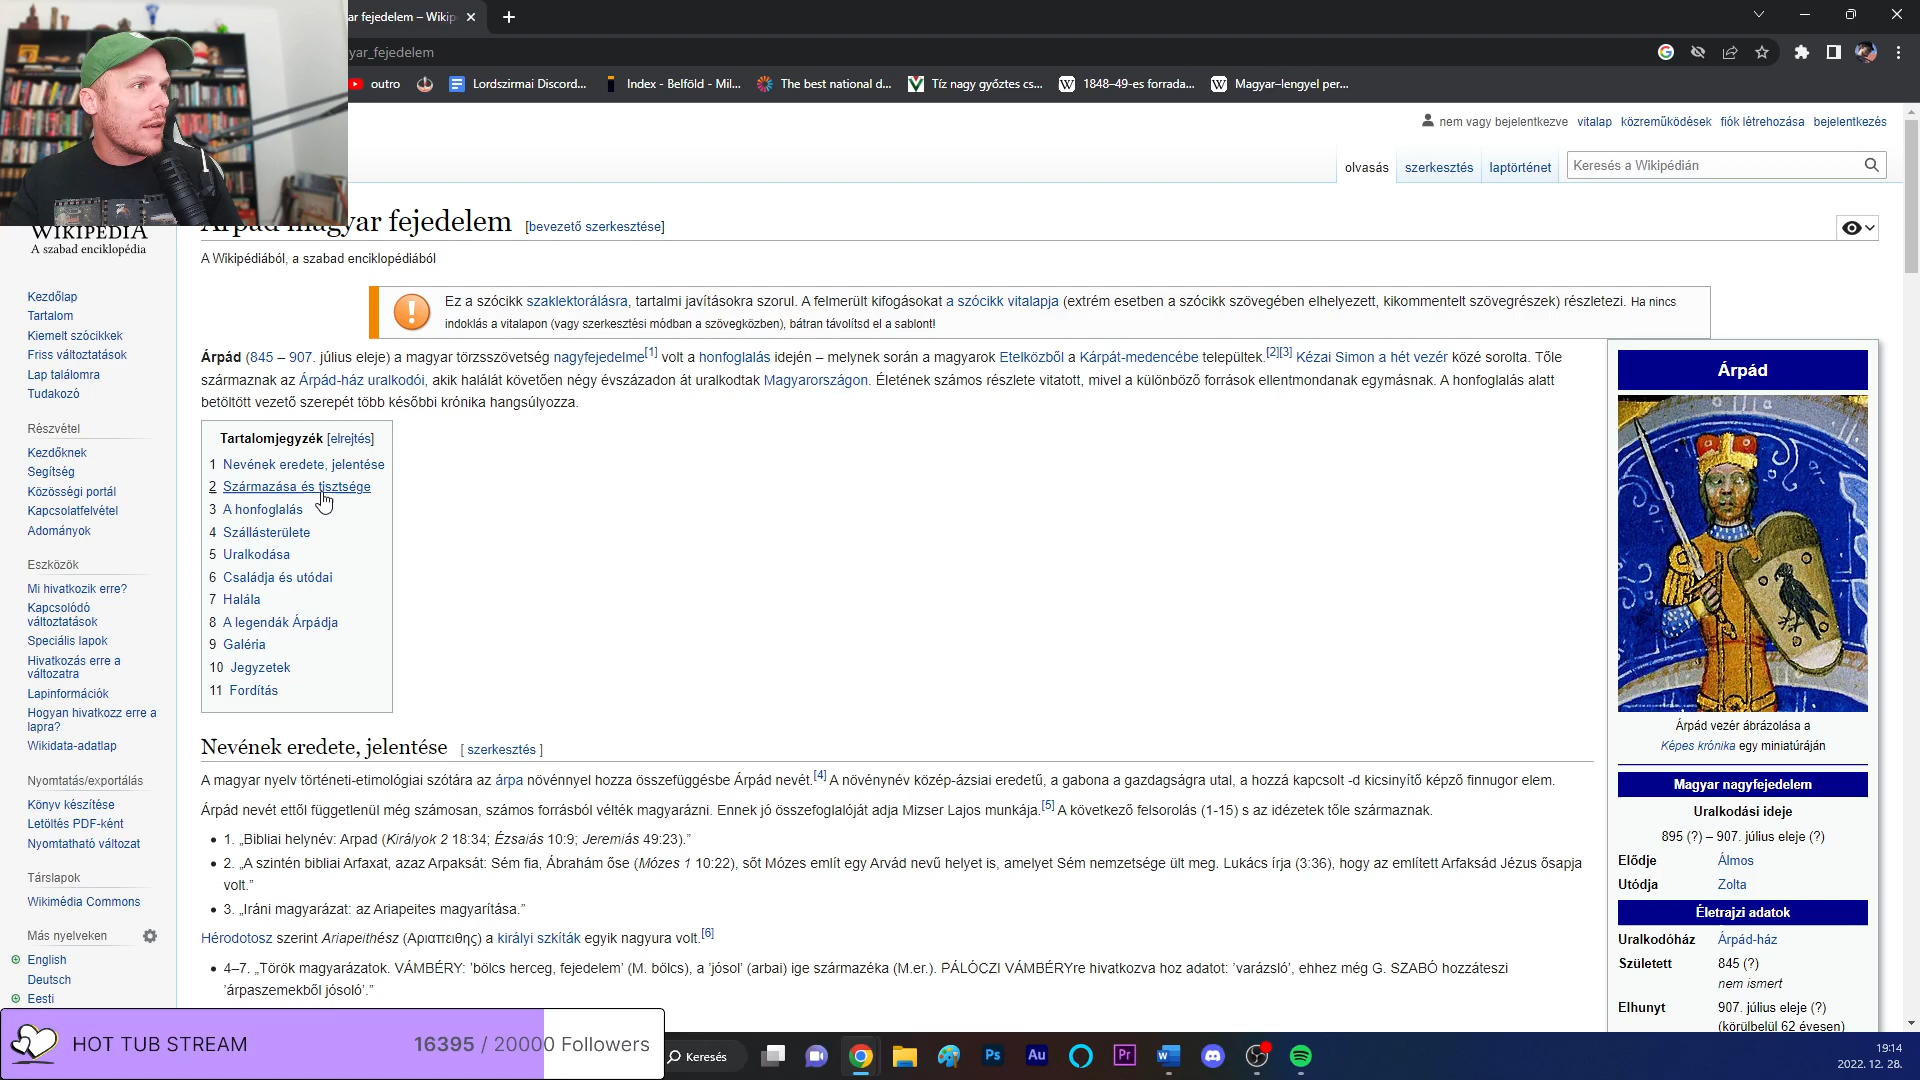 ar fejedelem – Wikip
yar_fejedelem
outro
Lordszirmai Discord...
Index - Belföld - Mil...
The best national d...
Tíz nagy győztes cs...
1848–49-es forrada...
Magyar–lengyel per...
nem vagy bejelentkezve vitalap közreműködések fiók létrehozása bejelentkezés
olvasás szerkesztés laptörténet
Keresés a Wikipédián
Árpád magyar fejedelem [bevezető szerkesztése]
A Wikipédiából, a szabad enciklopédiából
WIKIPÉDIA
A szabad enciklopédia
Kezdőlap
Tartalom
Kiemelt szócikkek
Friss változtatások
Lap találomra
Tudakozó
Részvétel
Kezdőknek
Segítség
Közösségi portál
Kapcsolatfelvétel
Adományok
Eszközök
Mi hivatkozik erre?
Kapcsolódó
változtatások
Speciális lapok
Hivatkozás erre a
változatra
Lapinformációk
Hogyan hivatkozz erre a
lapra?
Wikidata-adatlap
Nyomtatás/exportálás
Könyv készítése
Letöltés PDF-ként
Nyomtatható változat
Társlapok
Wikimédia Commons
Más nyelveken
English
Deutsch
Eesti
Ez a szócikk szaklektorálásra, tartalmi javításokra szorul. A felmerült kifogásokat a szócikk vitalapja (extrém esetben a szócikk szövegében elhelyezett, kikommentelt szövegrészek) részletezi. Ha nincs
indoklás a vitalapon (vagy szerkesztési módban a szövegközben), bátran távolítsd el a sablont!
Árpád (845 – 907. július eleje) a magyar törzsszövetség nagyfejedelme[1] volt a honfoglalás idején – melynek során a magyarok Etelközből a Kárpát-medencébe települtek.[2][3] Kézai Simon a hét vezér közé sorolta. Tőle
származnak az Árpád-ház uralkodói, akik halálát követően négy évszázadon át uralkodtak Magyarországon. Életének számos részlete vitatott, mivel a különböző források ellentmondanak egymásnak. A honfoglalás alatt
betöltött vezető szerepét több későbbi krónika hangsúlyozza.
Tartalomjegyzék [elrejtés]
1 Nevének eredete, jelentése
2 Származása és tisztsége
3 A honfoglalás
4 Szállásterülete
5 Uralkodása
6 Családja és utódai
7 Halála
8 A legendák Árpádja
9 Galéria
10 Jegyzetek
11 Fordítás
Nevének eredete, jelentése [ szerkesztés ]
A magyar nyelv történeti-etimológiai szótára az árpa növénnyel hozza összefüggésbe Árpád nevét.[4] A növénynév közép-ázsiai eredetű, a gabona a gazdagságra utal, a hozzá kapcsolt -d kicsinyítő képző finnugor elem.
Árpád nevét ettől függetlenül még számosan, számos forrásból vélték magyarázni. Ennek jó összefoglalóját adja Mizser Lajos munkája.[5] A következő felsorolás (1-15) s az idézetek tőle származnak.
• 1. „Bibliai helynév: Arpad (Királyok 2 18:34; Ézsaiás 10:9; Jeremiás 49:23).”
• 2. „A szintén bibliai Arfaxat, azaz Arpaksát: Sém fia, Ábrahám őse (Mózes 1 10:22), sőt Mózes említ egy Arvád nevű helyet is, amelyet Sém nemzetsége ült meg. Lukács írja (3:36), hogy az említett Arfaksád Jézus ősapja
volt.”
• 3. „Iráni magyarázat: az Ariapeites magyarítása.”
Hérodotosz szerint Ariapeithész (Αριαπειθης) a királyi szkíták egyik nagyura volt.[6]
• 4–7. „Török magyarázatok. VÁMBÉRY: 'bölcs herceg, fejedelem' (M. bölcs), a 'jósol' (arbai) ige származéka (M.er.). PÁLÓCZI VÁMBÉRYre hivatkozva hoz adatot: 'varázsló', ehhez még G. SZABÓ hozzáteszi
'árpaszemekből jósoló'.”
Árpád
Árpád vezér ábrázolása a
Képes krónika egy miniatúráján
Magyar nagyfejedelem
Uralkodási ideje
895 (?) – 907. július eleje (?)
Elődje Álmos
Utódja Zolta
Életrajzi adatok
Uralkodóház Árpád-ház
Született 845 (?)
nem ismert
Elhunyt 907. július eleje (?)
(körülbelül 62 évesen)
HOT TUB STREAM 16395 / 20000 Followers
Keresés
Ps
Au
Pr
19:14
2022. 12. 28.